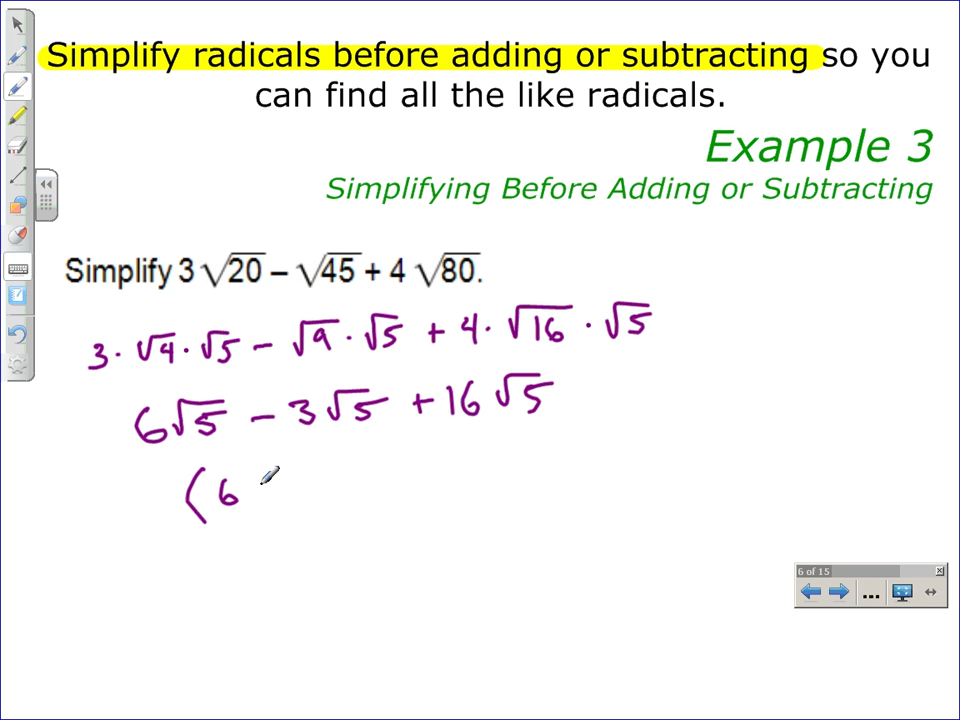 Simplify radicals before adding or subtracting so you
can find all the like radicals.
Example 3
Simplifying Before Adding or Subtracting
Simplify 3 √20 – √45 + 4 √80.
3 · √4 · √5 – √9 · √5 + 4 · √16 · √5
6√5 – 3√5 + 16√5
(6
6 of 15
...